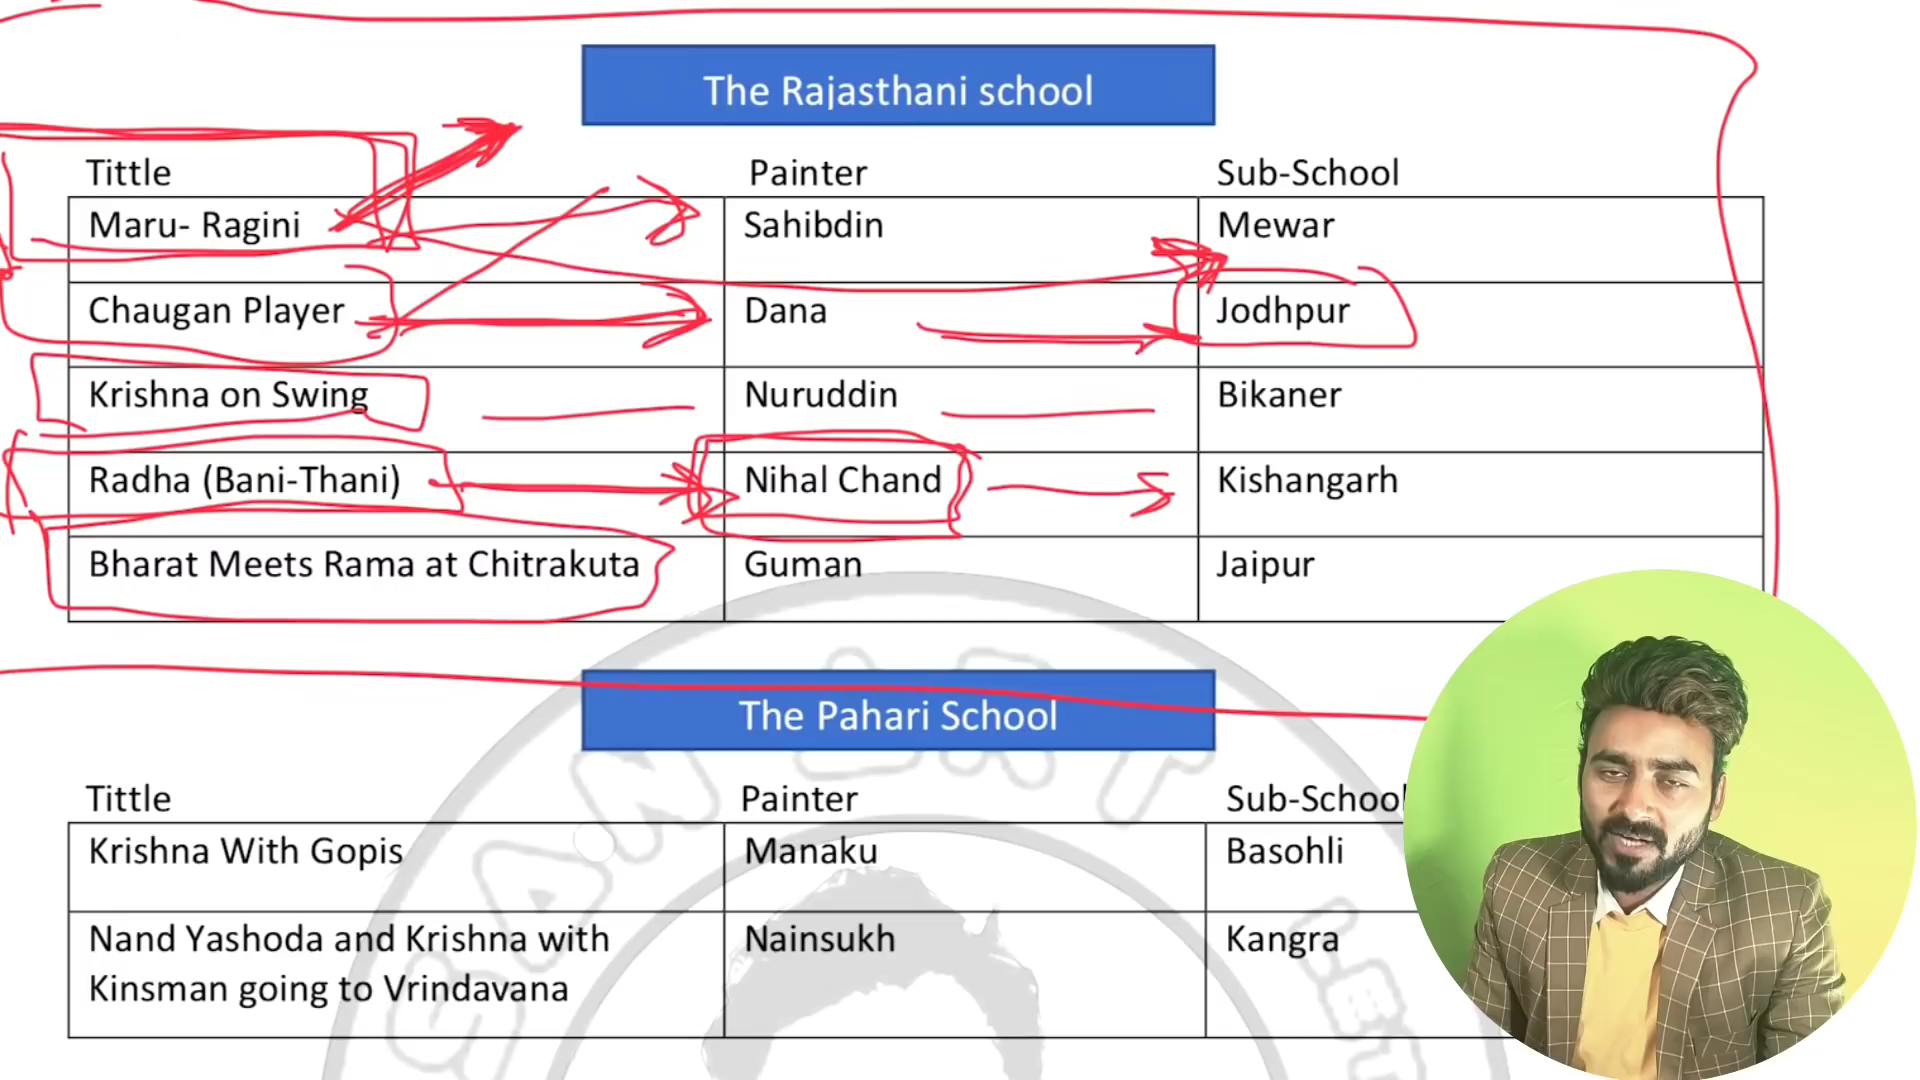 The Rajasthani school
Tittle Painter Sub-School
Maru- Ragini Sahibdin Mewar
Chaugan Player Dana Jodhpur
Krishna on Swing Nuruddin Bikaner
Radha (Bani-Thani) Nihal Chand Kishangarh
Bharat Meets Rama at Chitrakuta Guman Jaipur
The Pahari School
Tittle Painter Sub-School
Krishna With Gopis Manaku Basohli
Nand Yashoda and Krishna with Nainsukh Kangra
Kinsman going to Vrindavana
SAN ART